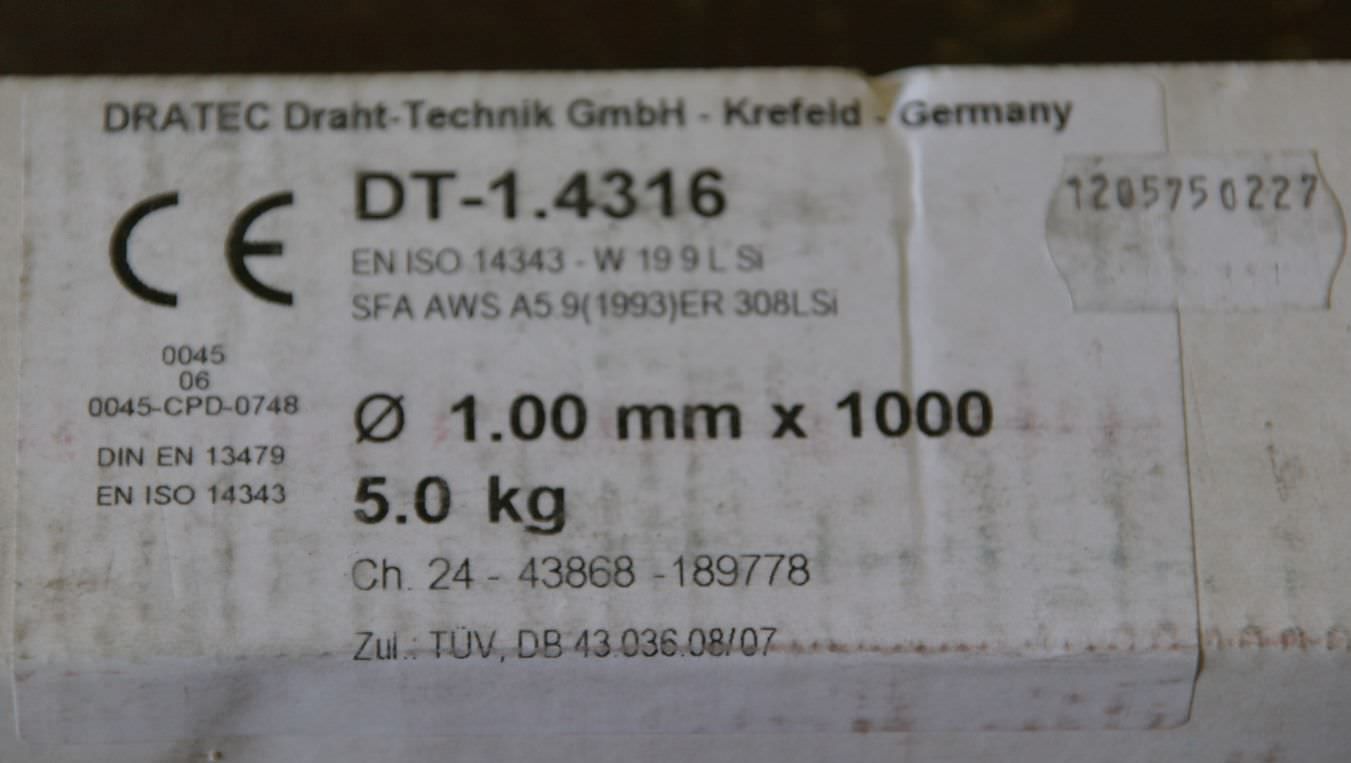 DRATEC Draht-Technik GmbH - Krefeld - Germany
1205750227
CE
DT-1.4316
EN ISO 14343 - W 19 9 L Si
SFA AWS A5.9(1993)ER 308LSi
0045
06
0045-CPD-0748
DIN EN 13479
EN ISO 14343
Ø 1.00 mm x 1000
5.0 kg
Ch. 24 - 43868 -189778
Zul.: TÜV, DB 43.036.08/07